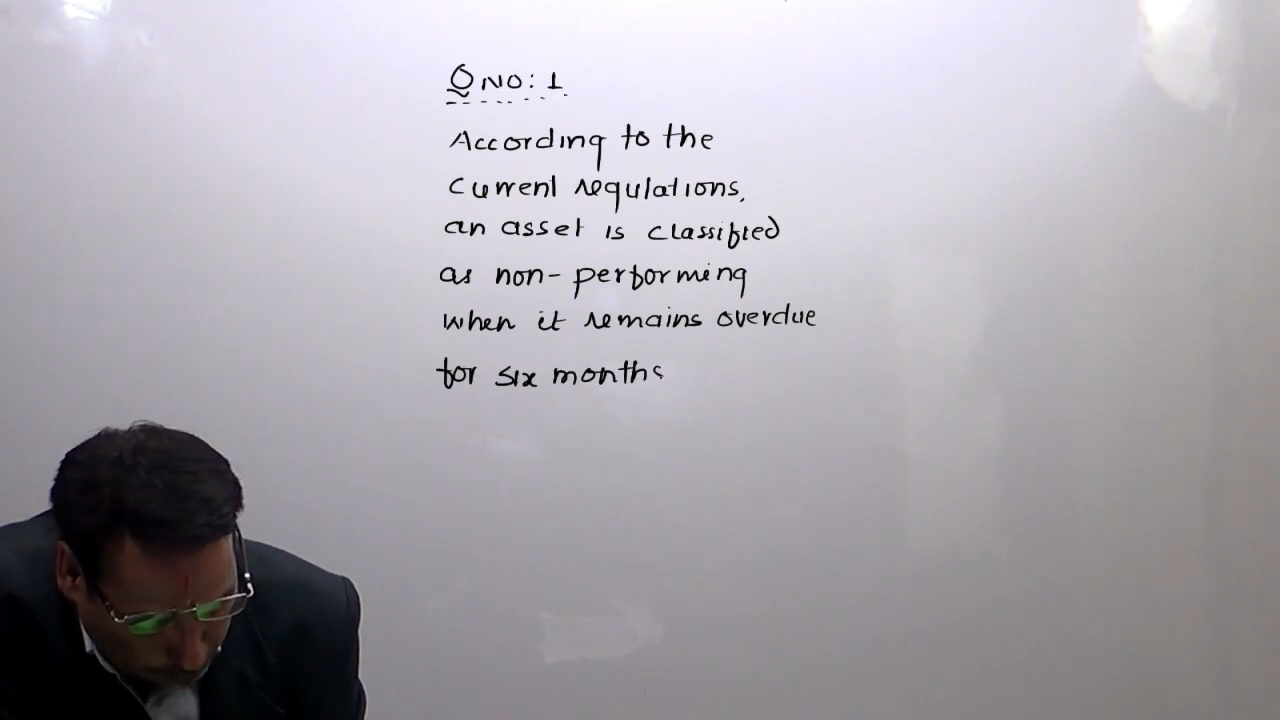 Q NO: 1
According to the
current regulations,
an asset is classified
as non-performing
when it remains overdue
for six months